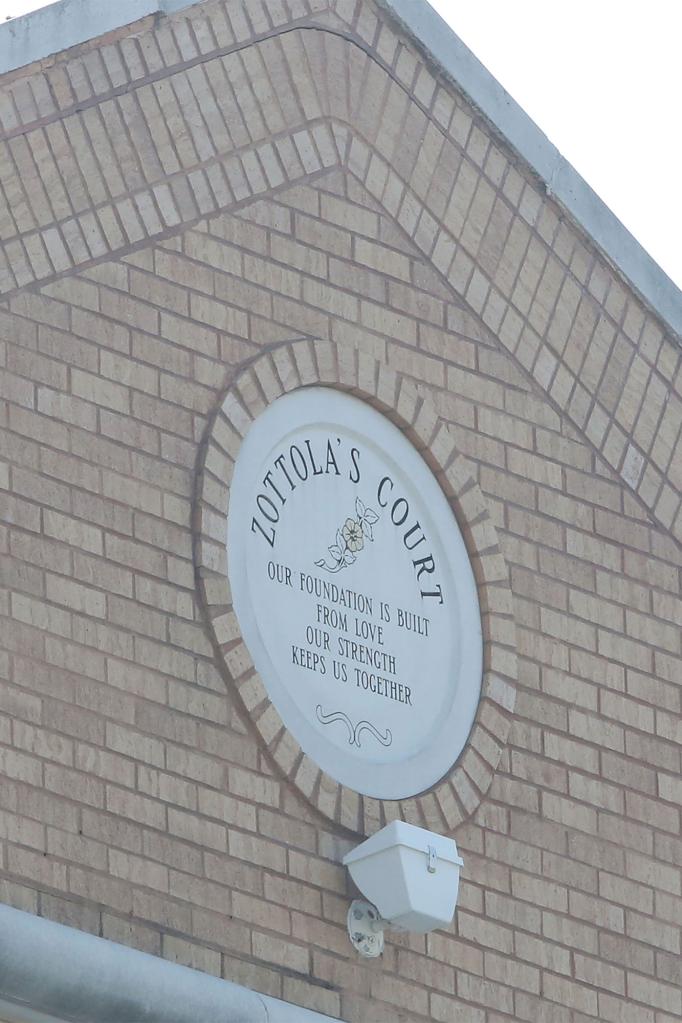 ZOTTOLA'S COURT
OUR FOUNDATION IS BUILT
FROM LOVE
OUR STRENGTH
KEEPS US TOGETHER